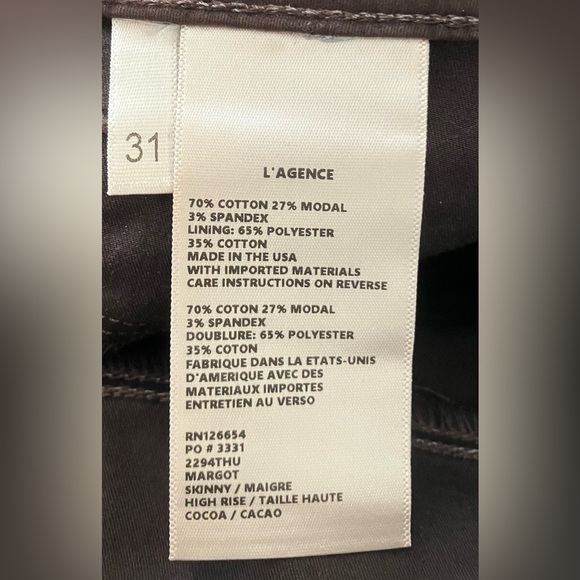 31
L'AGENCE
70% COTTON 27% MODAL
3% SPANDEX
LINING: 65% POLYESTER
35% COTTON
MADE IN THE USA
WITH IMPORTED MATERIALS
CARE INSTRUCTIONS ON REVERSE
70% COTON 27% MODAL
3% SPANDEX
DOUBLURE: 65% POLYESTER
35% COTON
FABRIQUE DANS LA ETATS-UNIS
D'AMERIQUE AVEC DES
MATERIAUX IMPORTES
ENTRETIEN AU VERSO
RN126654
PO # 3331
2294THU
MARGOT
SKINNY / MAIGRE
HIGH RISE / TAILLE HAUTE
COCOA / CACAO